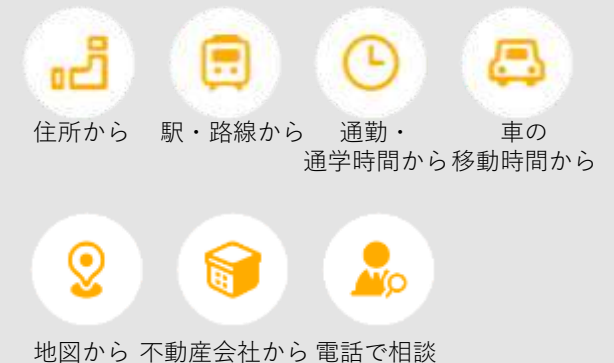 住所から
駅・路線から
通勤・
通学時間から
車の
移動時間から
地図から
不動産会社から
電話で相談